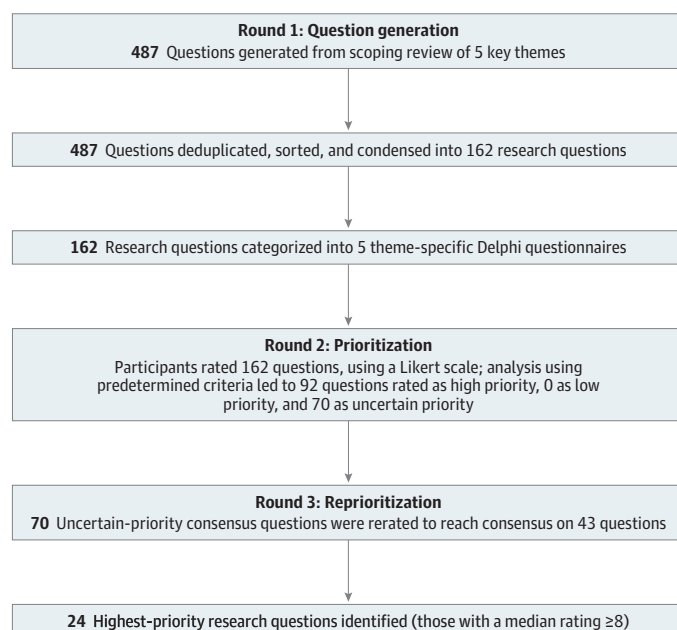 Round 1: Question generation
487 Questions generated from scoping review of 5 key themes
487 Questions deduplicated, sorted, and condensed into 162 research questions
162 Research questions categorized into 5 theme-specific Delphi questionnaires
Round 2: Prioritization
Participants rated 162 questions, using a Likert scale; analysis using
predetermined criteria led to 92 questions rated as high priority, 0 as low
priority, and 70 as uncertain priority
Round 3: Reprioritization
70 Uncertain-priority consensus questions were rerated to reach consensus on 43 questions
24 Highest-priority research questions identified (those with a median rating ≥8)